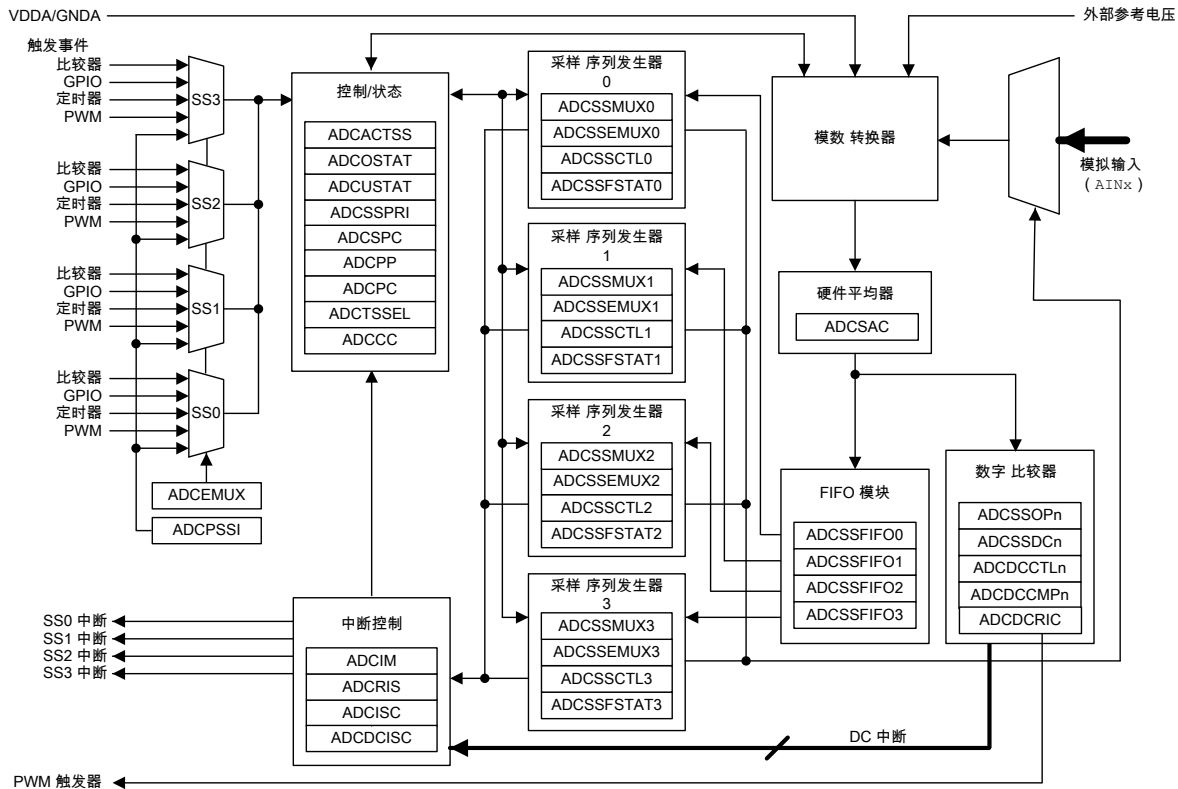 VDDA/GNDA
外部参考电压
触发事件
比较器
GPIO
定时器
PWM
SS3
比较器
GPIO
定时器
PWM
SS2
比较器
GPIO
定时器
PWM
SS1
比较器
GPIO
定时器
PWM
SS0
ADCEMUX
ADCPSSI
控制/状态
ADCACTSS
ADCOSTAT
ADCUSTAT
ADCSSPRI
ADCSPC
ADCPP
ADCPC
ADCTSSEL
ADCCC
采样 序列发生器
0
ADCSSMUX0
ADCSSEMUX0
ADCSSCTL0
ADCSSFSTAT0
采样 序列发生器
1
ADCSSMUX1
ADCSSEMUX1
ADCSSCTL1
ADCSSFSTAT1
采样 序列发生器
2
ADCSSMUX2
ADCSSEMUX2
ADCSSCTL2
ADCSSFSTAT2
采样 序列发生器
3
ADCSSMUX3
ADCSSEMUX3
ADCSSCTL3
ADCSSFSTAT3
模数 转换器
模拟输入
( AINx )
硬件平均器
ADCSAC
FIFO 模块
ADCSSFIFO0
ADCSSFIFO1
ADCSSFIFO2
ADCSSFIFO3
数字 比较器
ADCSSOPn
ADCSSDCn
ADCDCCTLn
ADCDCCMPn
ADCDCRIC
SS0 中断
SS1 中断
SS2 中断
SS3 中断
中断控制
ADCIM
ADCRIS
ADCISC
ADCDCISC
DC 中断
PWM 触发器